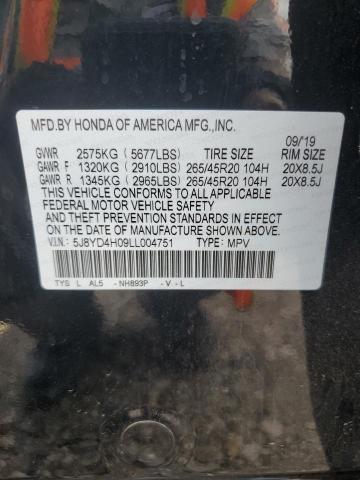 MFD.BY HONDA OF AMERICA MFG.,INC.
09/'19
GVWR 2575KG (5677LBS) TIRE SIZE RIM SIZE
GAWR F 1320KG (2910LBS) 265/45R20 104H 20X8.5J
GAWR R 1345KG (2965LBS) 265/45R20 104H 20X8.5J
THIS VEHICLE CONFORMS TO ALL APPLICABLE
FEDERAL MOTOR VEHICLE SAFETY
AND THEFT PREVENTION STANDARDS IN EFFECT
ON THE DATE OF MANUFACTURE SHOWN ABOVE.
V.I.N.: 5J8YD4H09LL004751 TYPE: MPV
TYS L AL5 -NH893P -V-L